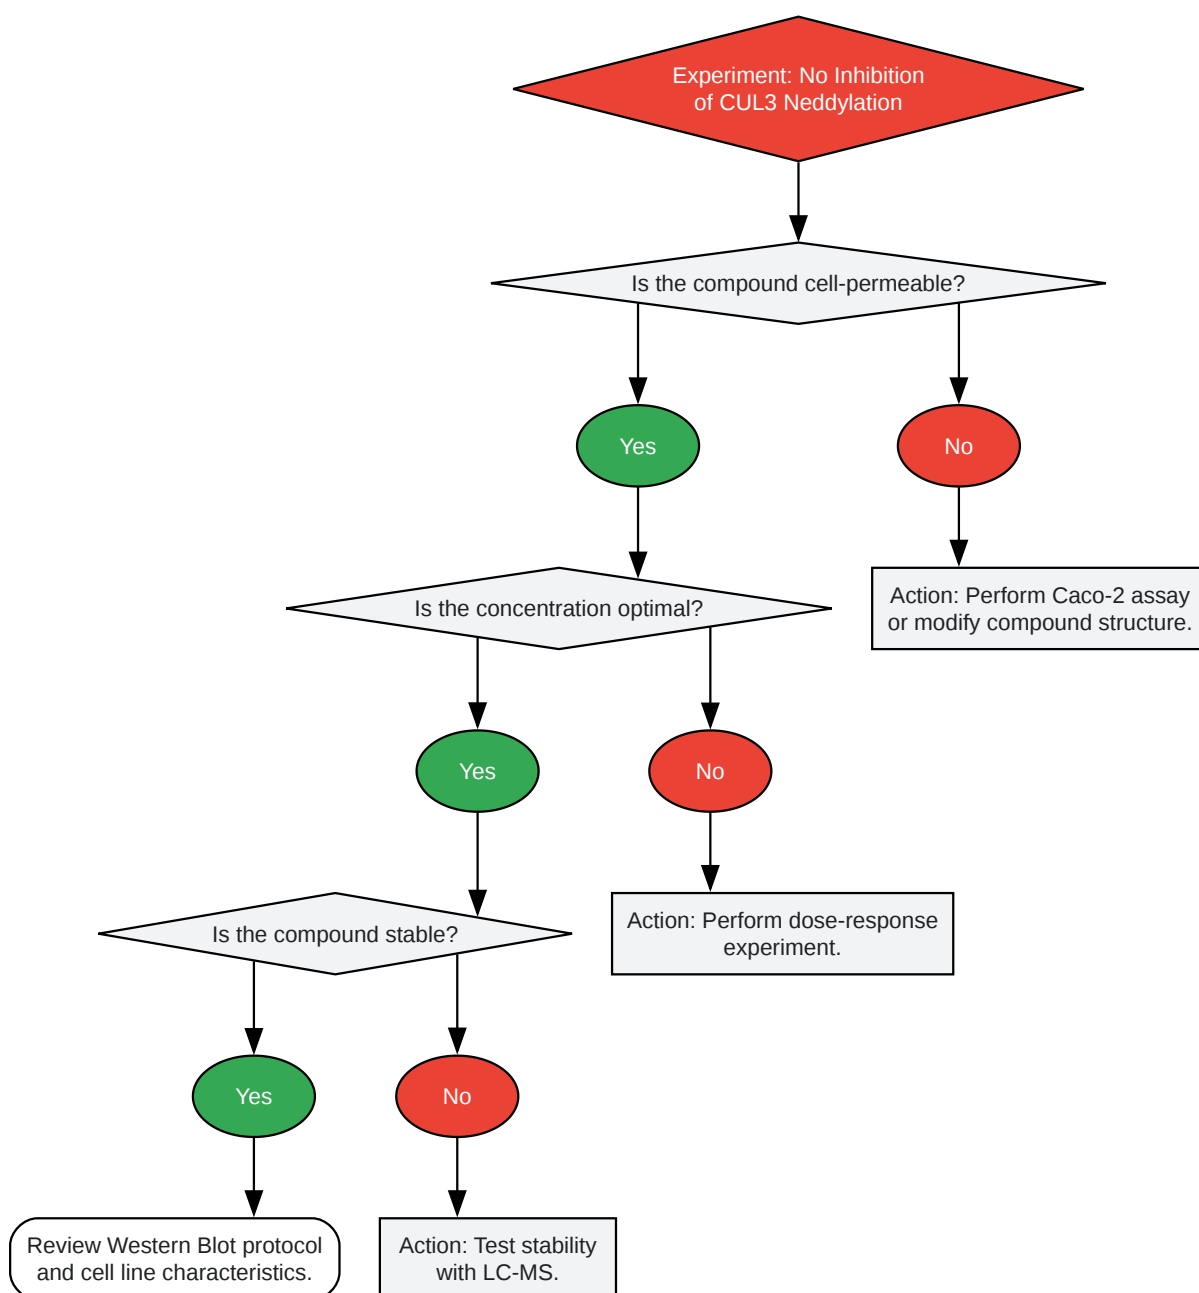 Experiment: No Inhibition
of CUL3 Neddylation
Is the compound cell-permeable?
Yes
No
Is the concentration optimal?
Action: Perform Caco-2 assay
or modify compound structure.
Yes
No
Is the compound stable?
Action: Perform dose-response
experiment.
Yes
No
Review Western Blot protocol
and cell line characteristics.
Action: Test stability
with LC-MS.